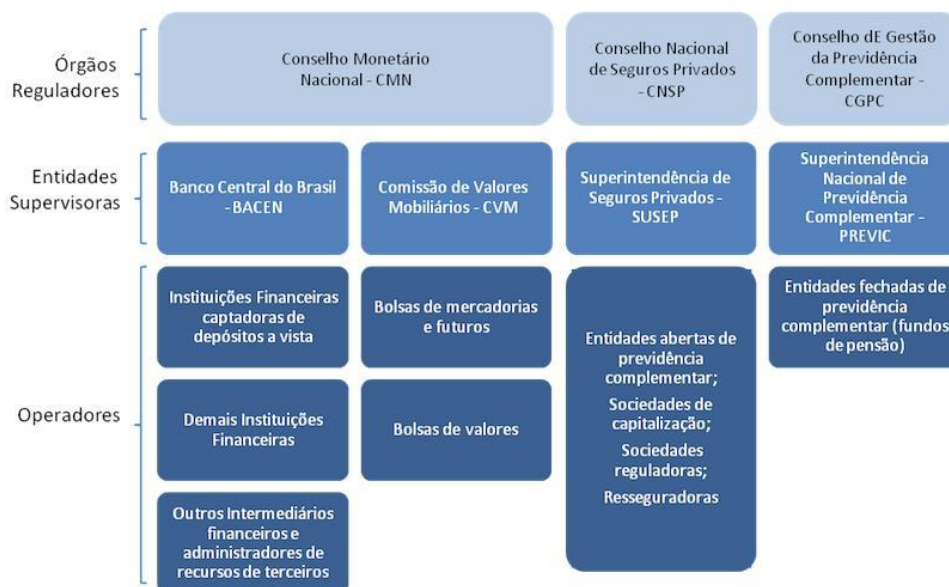 Órgãos
Reguladores
Conselho Monetário
Nacional - CMN
Conselho Nacional
de Seguros Privados
- CNSP
Conselho dE Gestão
da Previdência
Complementar -
CGPC
Entidades
Supervisoras
Banco Central do Brasil
- BACEN
Comissão de Valores
Mobiliários - CVM
Superintendência de
Seguros Privados -
SUSEP
Superintendência
Nacional de
Previdência
Complementar -
PREVIC
Operadores
Instituições Financeiras
captadoras de
depósitos a vista
Bolsas de mercadorias
e futuros
Entidades abertas de
previdência
complementar;
Sociedades de
capitalização;
Sociedades
reguladoras;
Resseguradoras
Entidades fechadas de
previdência
complementar (fundos
de pensão)
Demais Instituições
Financeiras
Bolsas de valores
Outros Intermediários
financeiros e
administradores de
recursos de terceiros